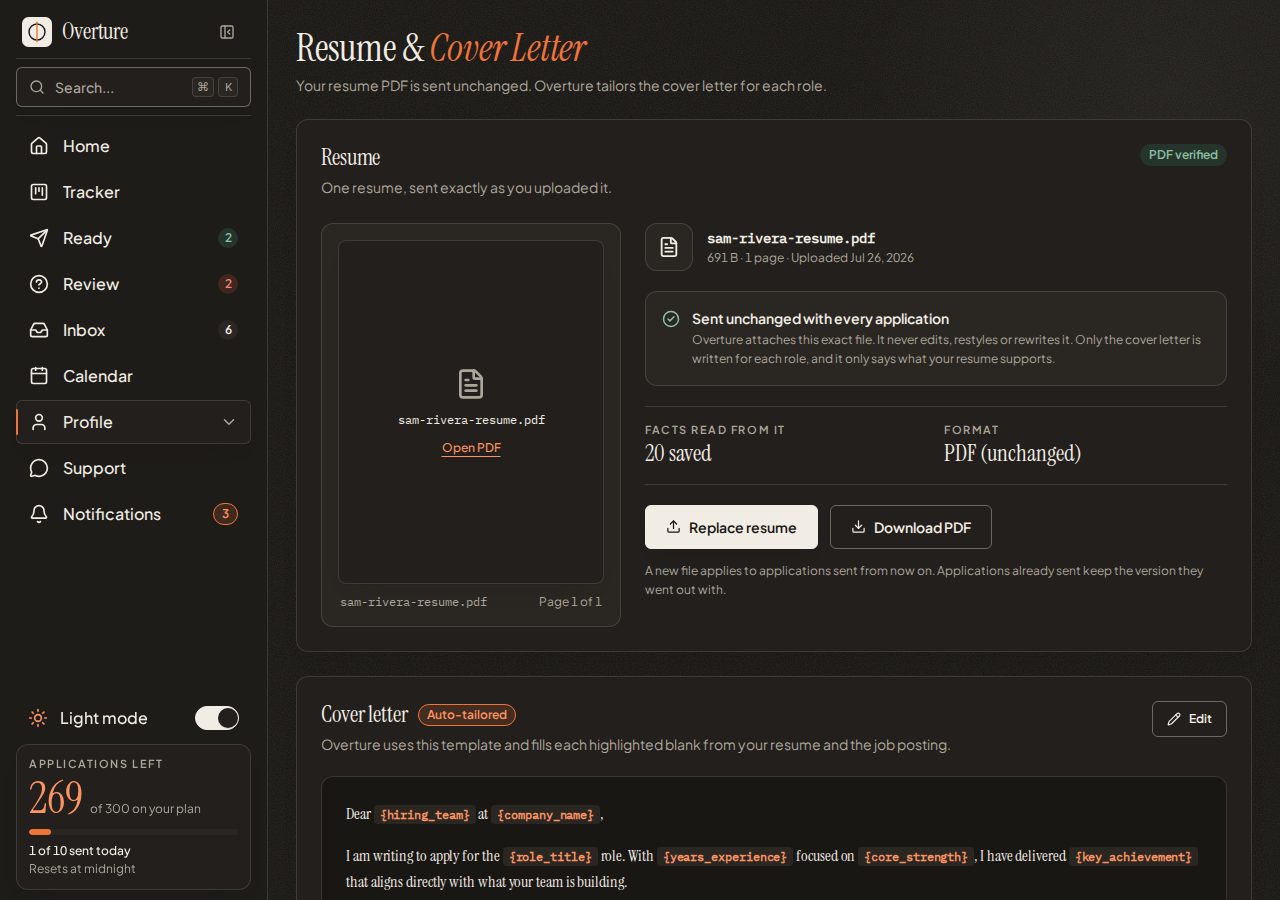 Overture
Search...
⌘ K
Home
Tracker
Ready 2
Review 2
Inbox 6
Calendar
Profile
Support
Notifications 3
Light mode
APPLICATIONS LEFT
269 of 300 on your plan
1 of 10 sent today
Resets at midnight
Resume & Cover Letter
Your resume PDF is sent unchanged. Overture tailors the cover letter for each role.
Resume
PDF verified
One resume, sent exactly as you uploaded it.
sam-rivera-resume.pdf
Open PDF
sam-rivera-resume.pdf Page 1 of 1
sam-rivera-resume.pdf
691 B · 1 page · Uploaded Jul 26, 2026
Sent unchanged with every application
Overture attaches this exact file. It never edits, restyles or rewrites it. Only the cover letter is
written for each role, and it only says what your resume supports.
FACTS READ FROM IT
20 saved
FORMAT
PDF (unchanged)
Replace resume
Download PDF
A new file applies to applications sent from now on. Applications already sent keep the version they
went out with.
Cover letter Auto-tailored
Edit
Overture uses this template and fills each highlighted blank from your resume and the job posting.
Dear {hiring_team} at {company_name},
I am writing to apply for the {role_title} role. With {years_experience} focused on {core_strength}, I have delivered {key_achievement}
that aligns directly with what your team is building.